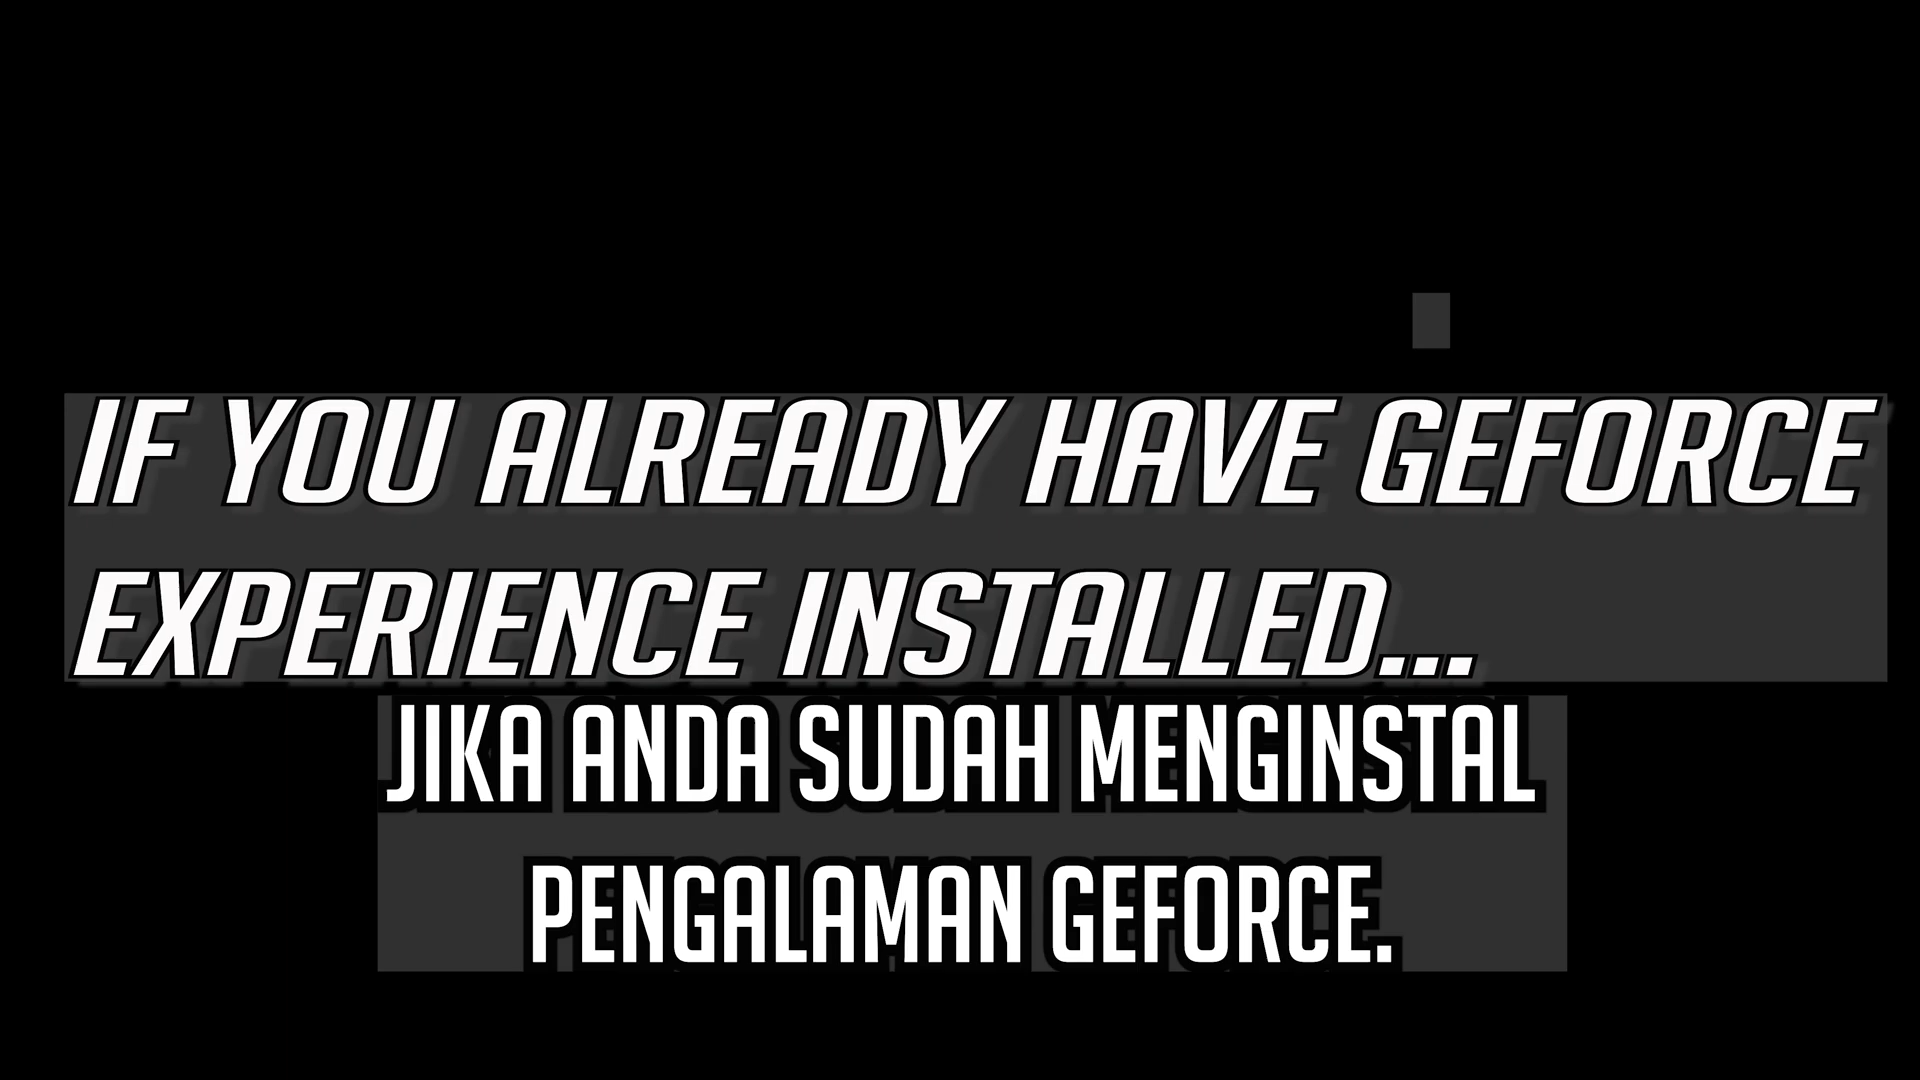 IF YOU ALREADY HAVE GEFORCE
EXPERIENCE INSTALLED...
JIKA ANDA SUDAH MENGINSTAL
PENGALAMAN GEFORCE.